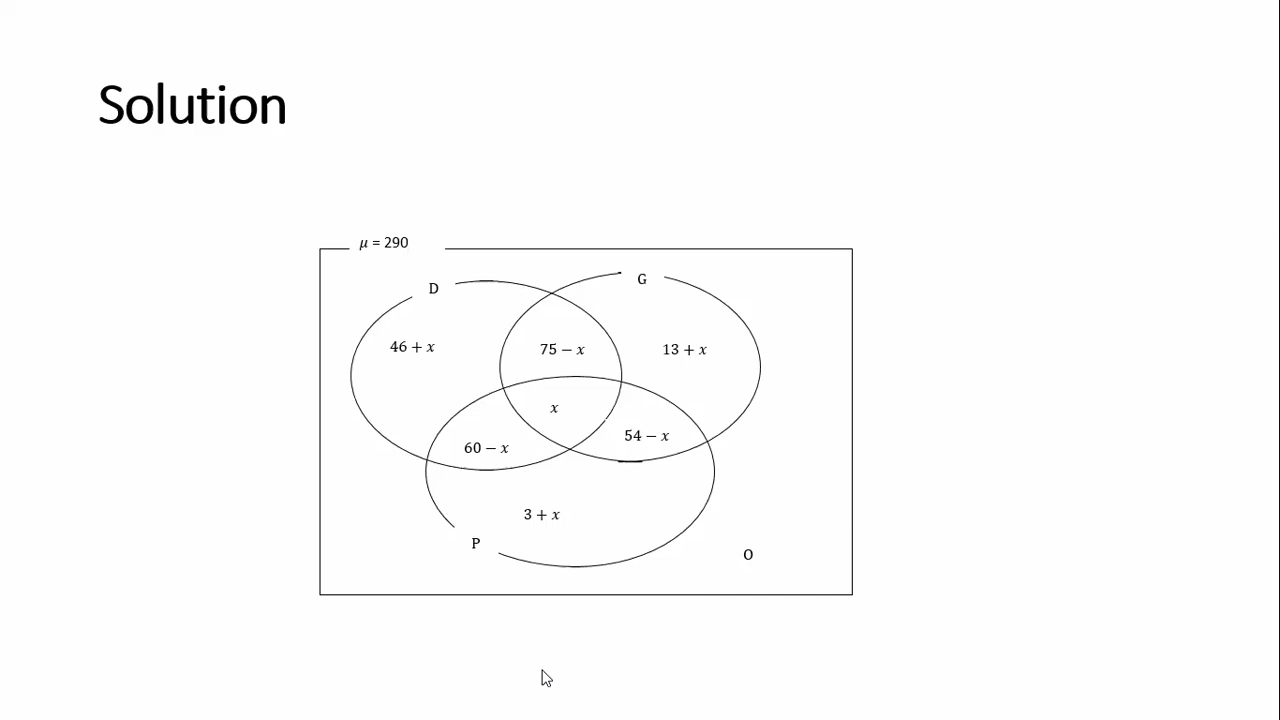 Solution
μ = 290
D
G
46 + x
75 − x
13 + x
x
60 − x
54 − x
3 + x
P
O